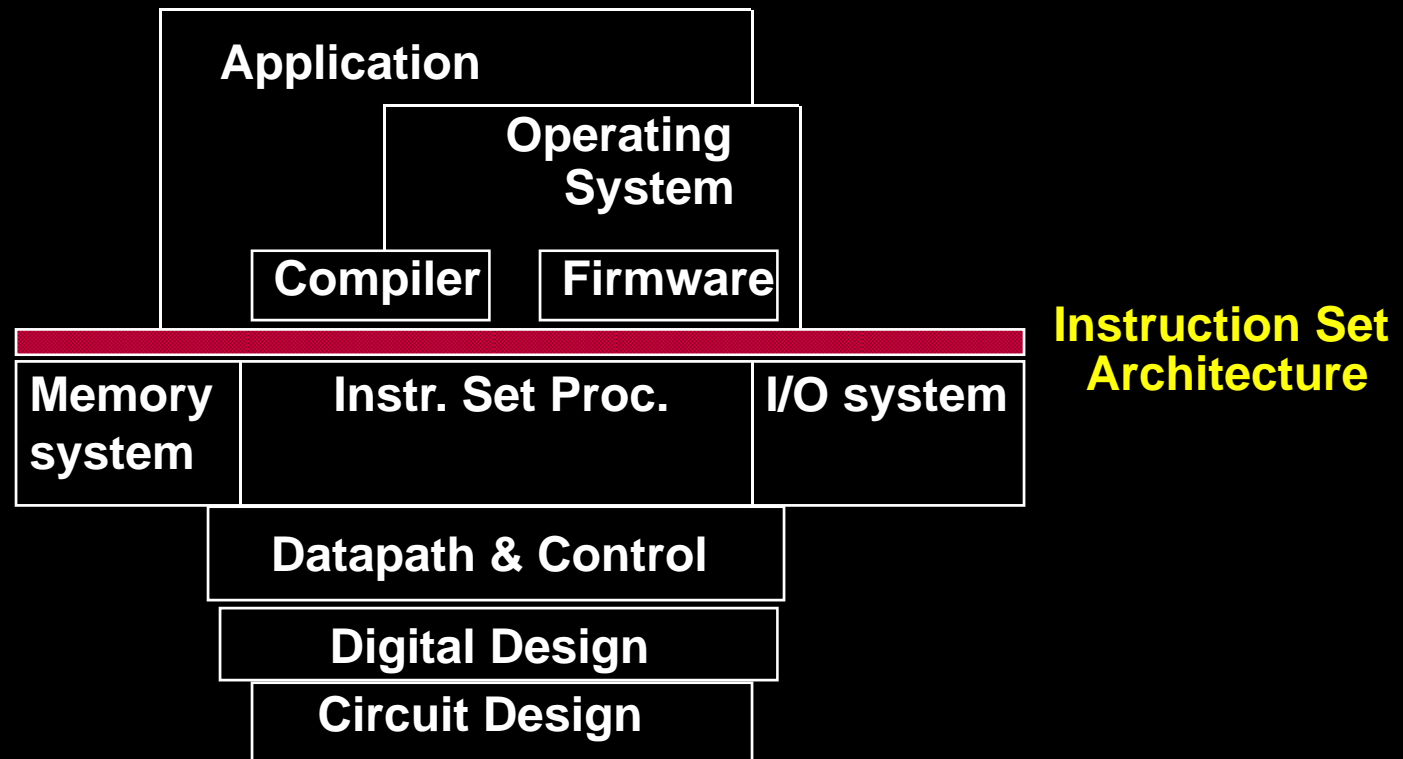 Application
Operating
System
Compiler
Firmware
Instruction Set
Architecture
Memory
system
Instr. Set Proc.
I/O system
Datapath & Control
Digital Design
Circuit Design